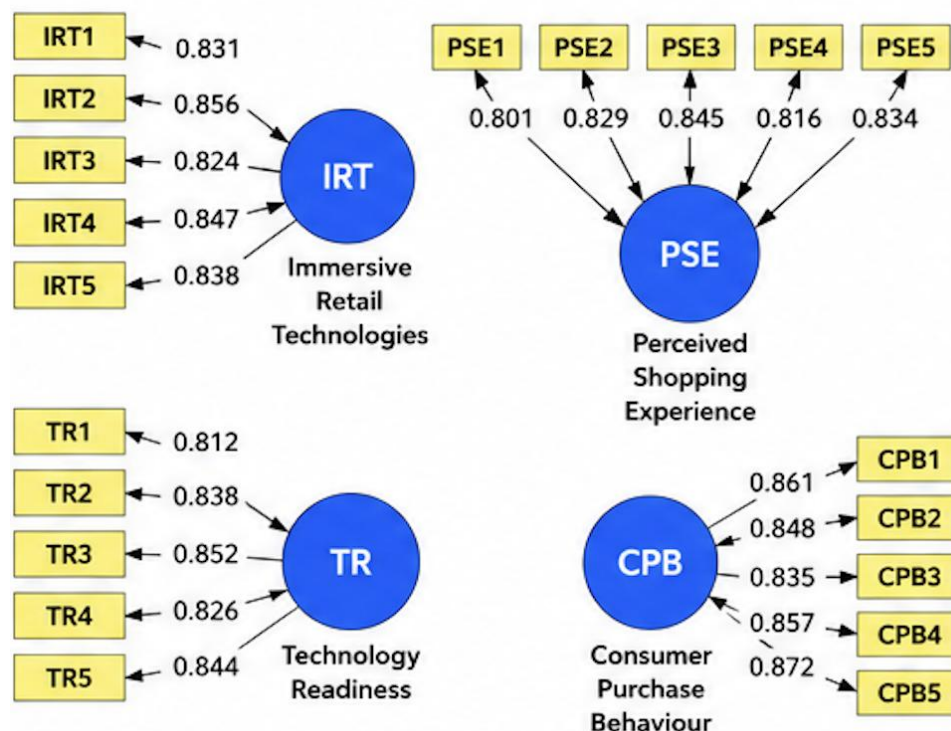 IRT1
0.831
IRT2
0.856
IRT3
0.824
IRT4
0.847
IRT5
0.838
IRT
Immersive
Retail
Technologies
PSE1 PSE2 PSE3 PSE4 PSE5
0.801 0.829 0.845 0.816 0.834
PSE
Perceived
Shopping
Experience
TR1
0.812
TR2
0.838
TR3
0.852
TR4
0.826
TR5
0.844
TR
Technology
Readiness
CPB
Consumer
Purchase
Behaviour
0.861
CPB1
0.848
CPB2
0.835
CPB3
0.857
CPB4
0.872
CPB5